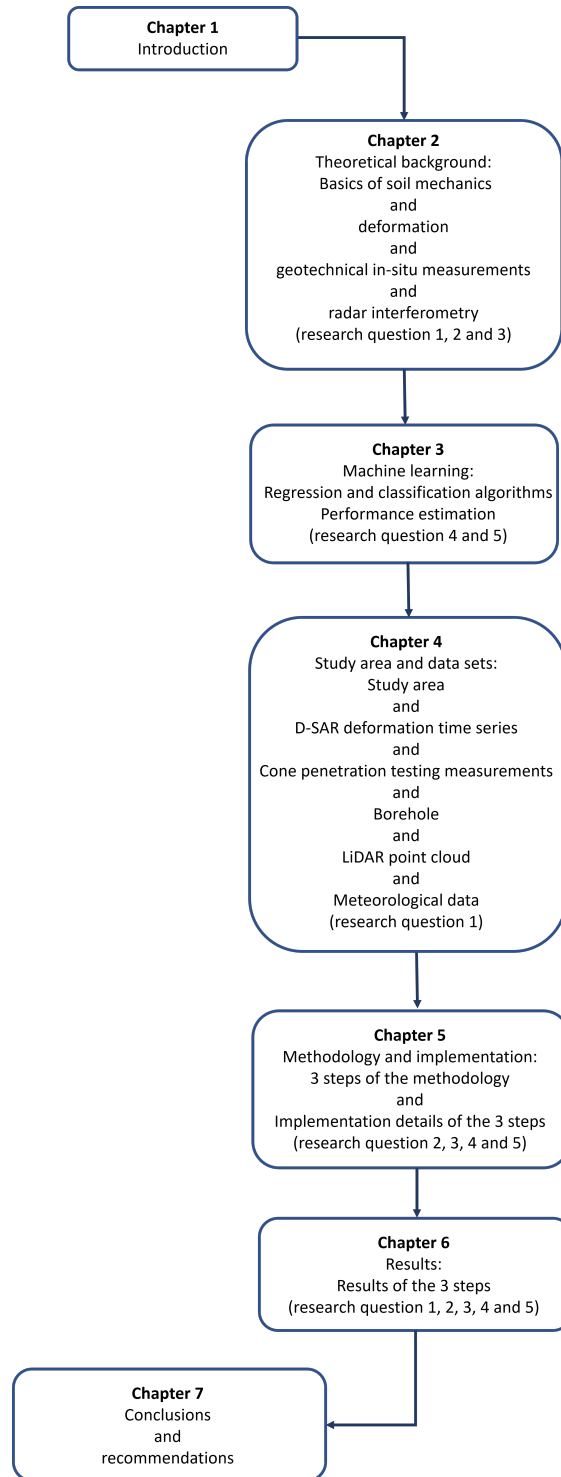 Chapter 1
Introduction
Chapter 2
Theoretical background:
Basics of soil mechanics
and
deformation
and
geotechnical in-situ measurements
and
radar interferometry
(research question 1, 2 and 3)
Chapter 3
Machine learning:
Regression and classification algorithms
Performance estimation
(research question 4 and 5)
Chapter 4
Study area and data sets:
Study area
and
D-SAR deformation time series
and
Cone penetration testing measurements
and
Borehole
and
LiDAR point cloud
and
Meteorological data
(research question 1)
Chapter 5
Methodology and implementation:
3 steps of the methodology
and
Implementation details of the 3 steps
(research question 2, 3, 4 and 5)
Chapter 6
Results:
Results of the 3 steps
(research question 1, 2, 3, 4 and 5)
Chapter 7
Conclusions
and
recommendations